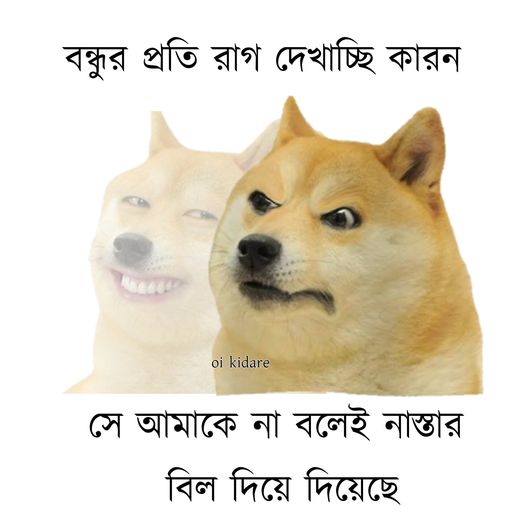 বন্ধুর প্রতি রাগ দেখাচ্ছি কারন
oi kidare
সে আমাকে না বলেই নাস্তার
বিল দিয়ে দিয়েছে